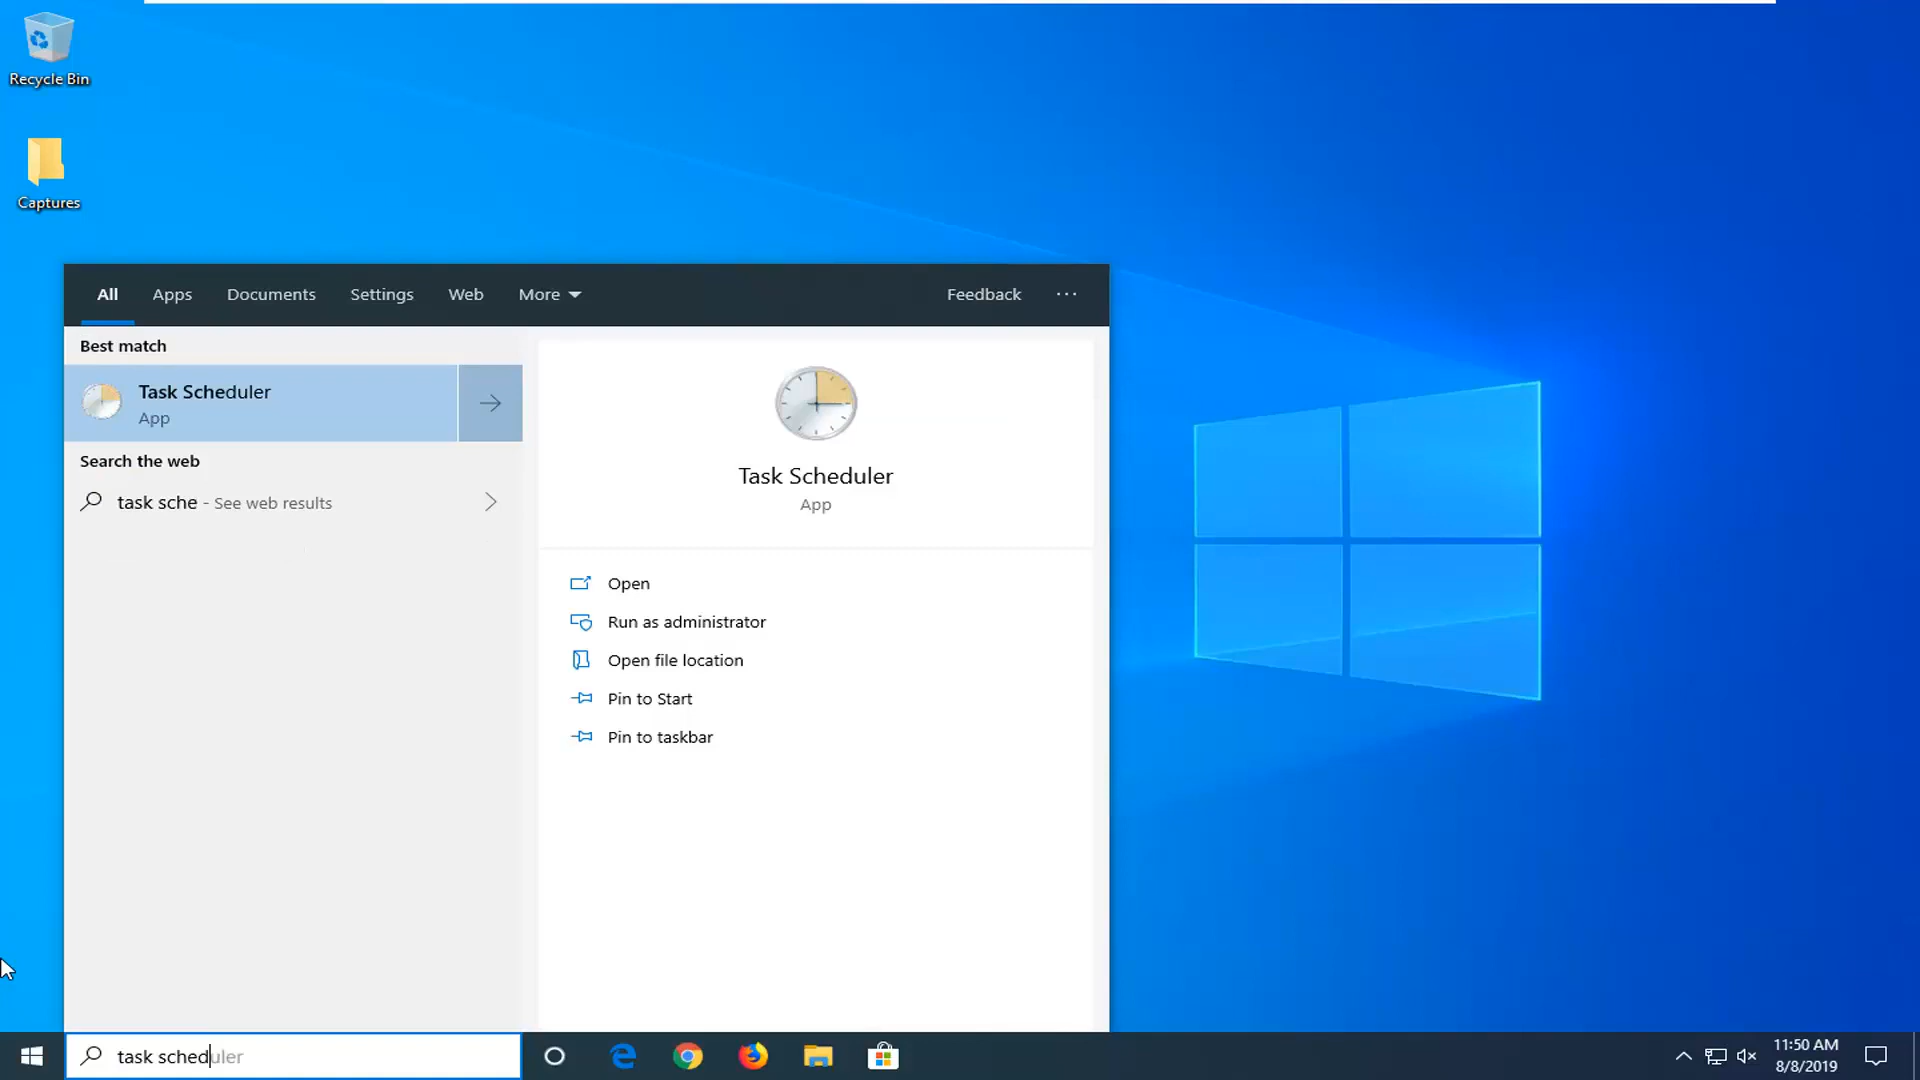 Recycle Bin
Captures
All Apps Documents Settings Web More Feedback ···
Best match
Task Scheduler
App
Search the web
task sche - See web results
Task Scheduler
App
Open
Run as administrator
Open file location
Pin to Start
Pin to taskbar
task scheduler
11:50 AM
8/8/2019